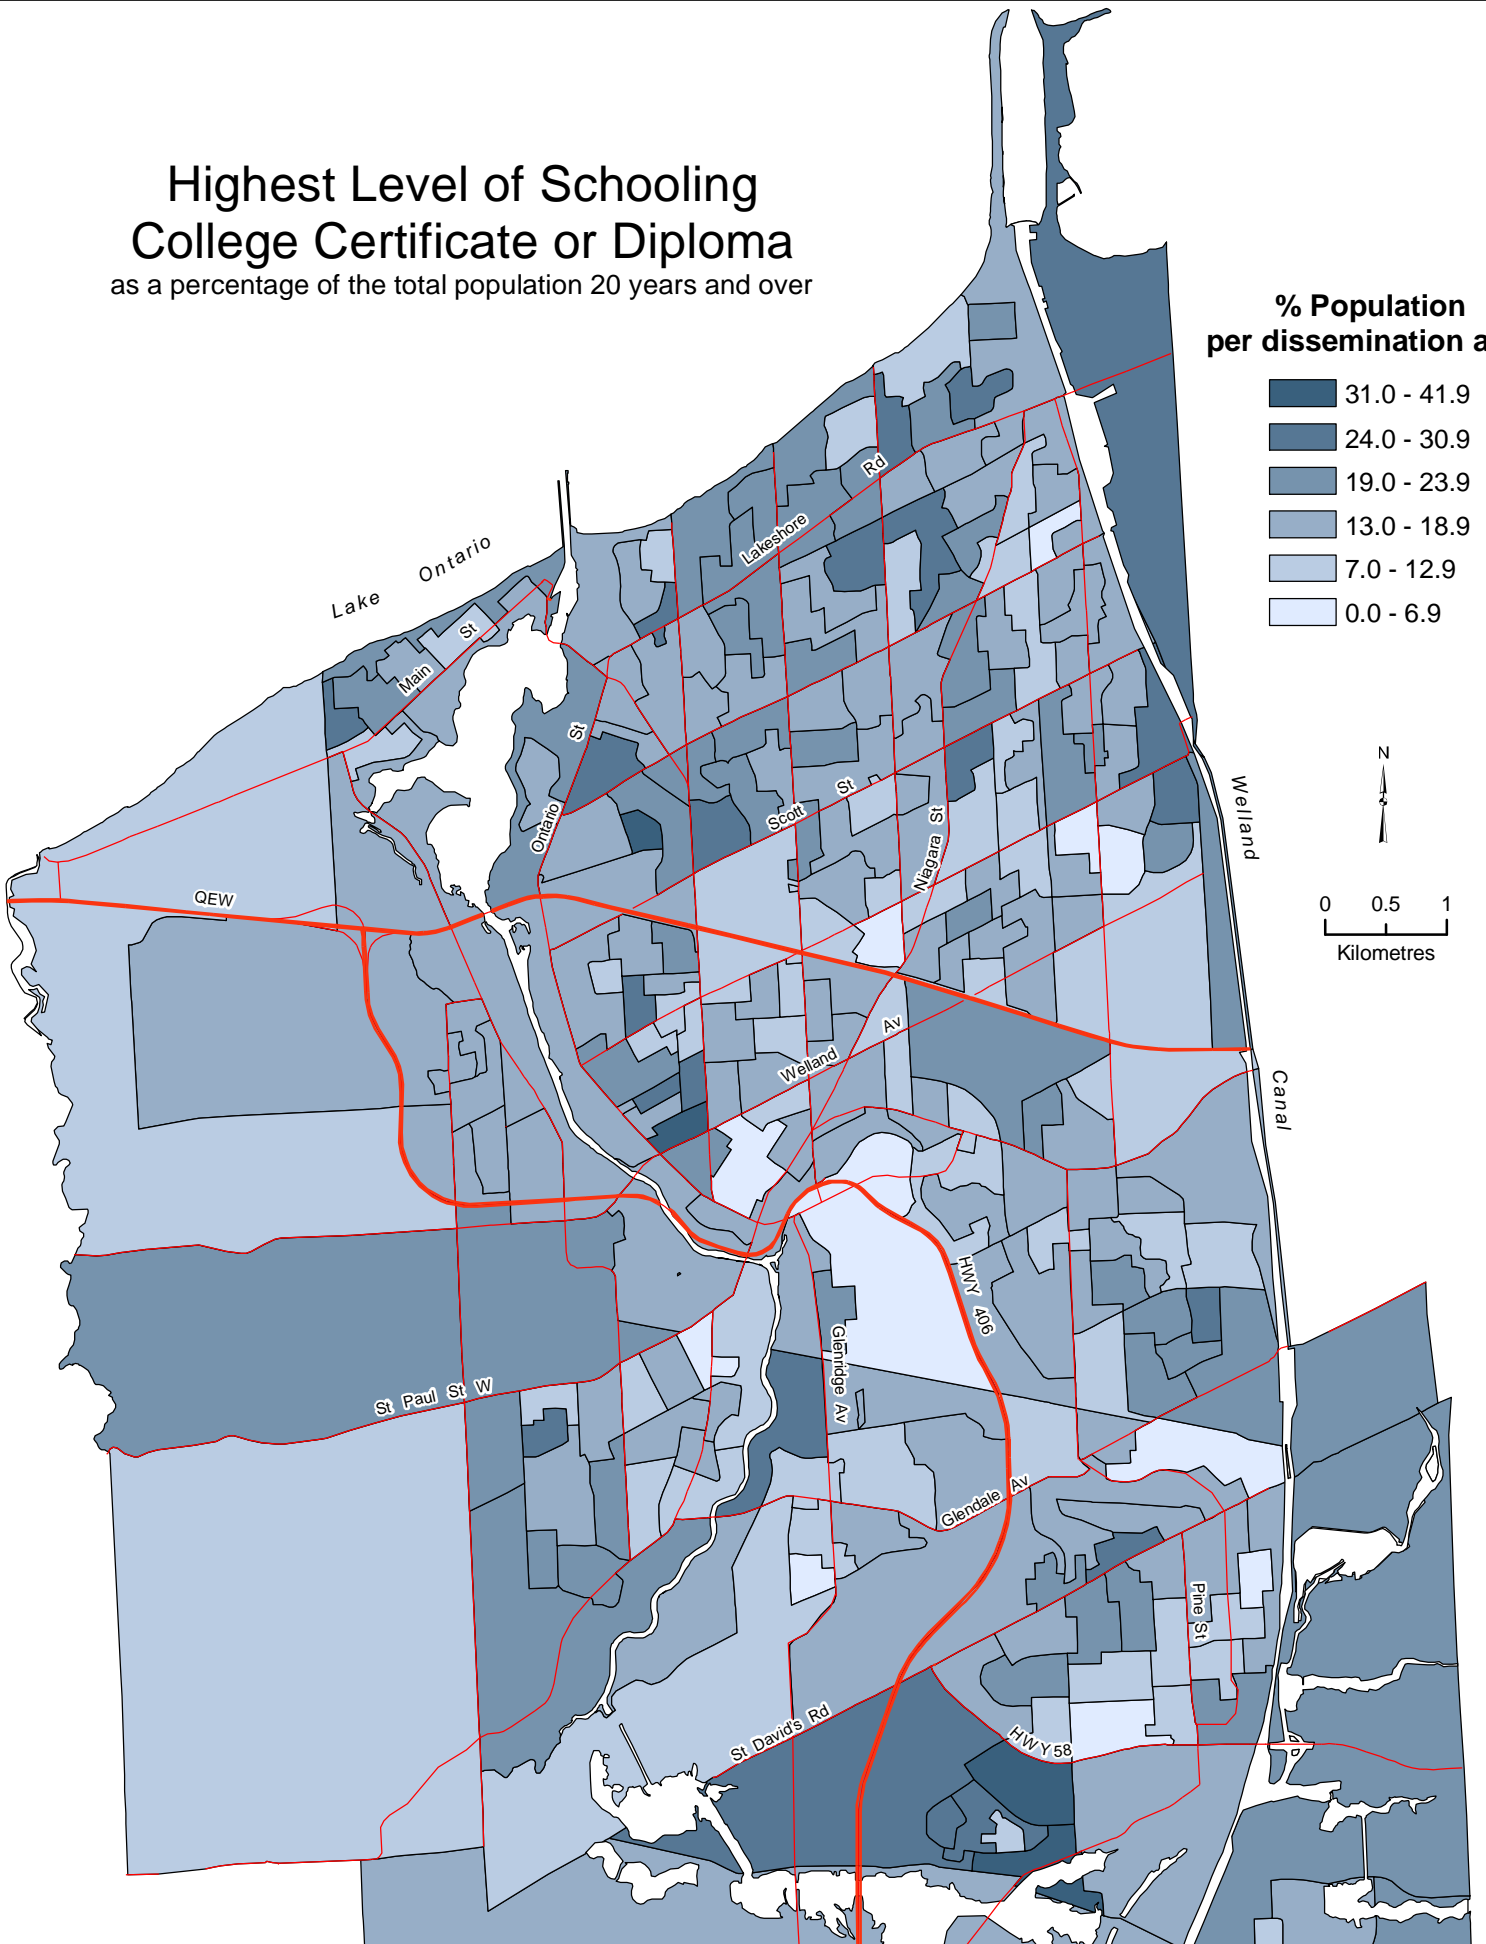 Highest Level of Schooling
College Certificate or Diploma
as a percentage of the total population 20 years and over
% Population
per dissemination a
31.0 - 41.9
24.0 - 30.9
19.0 - 23.9
13.0 - 18.9
7.0 - 12.9
0.0 - 6.9
N
0 0.5 1
Kilometres
Lake Ontario
Main St
Lakeshore Rd
Ontario St
Scott St
Niagara St
Welland Canal
QEW
Welland Av
HWY 406
Glenridge Av
St Paul St W
Glendale Av
Pine St
St David's Rd
HWY 58